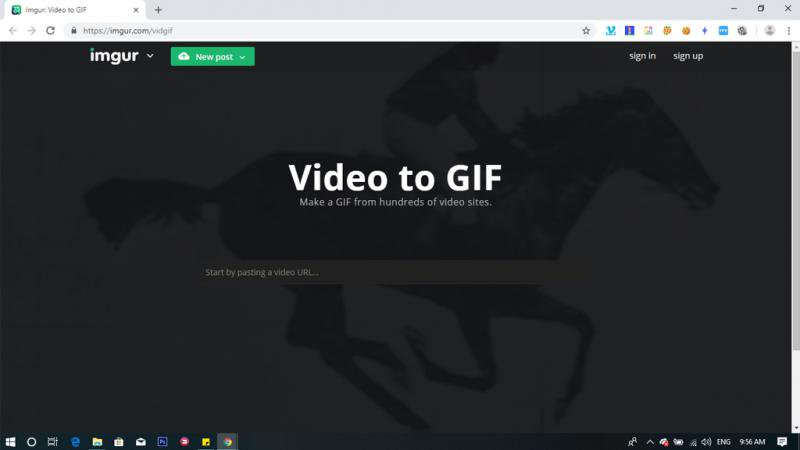 Imgur: Video to GIF
https://imgur.com/vidgif
imgur
New post
sign in
sign up
Video to GIF
Make a GIF from hundreds of video sites.
Start by pasting a video URL...
Ps
ENG
9:56 AM